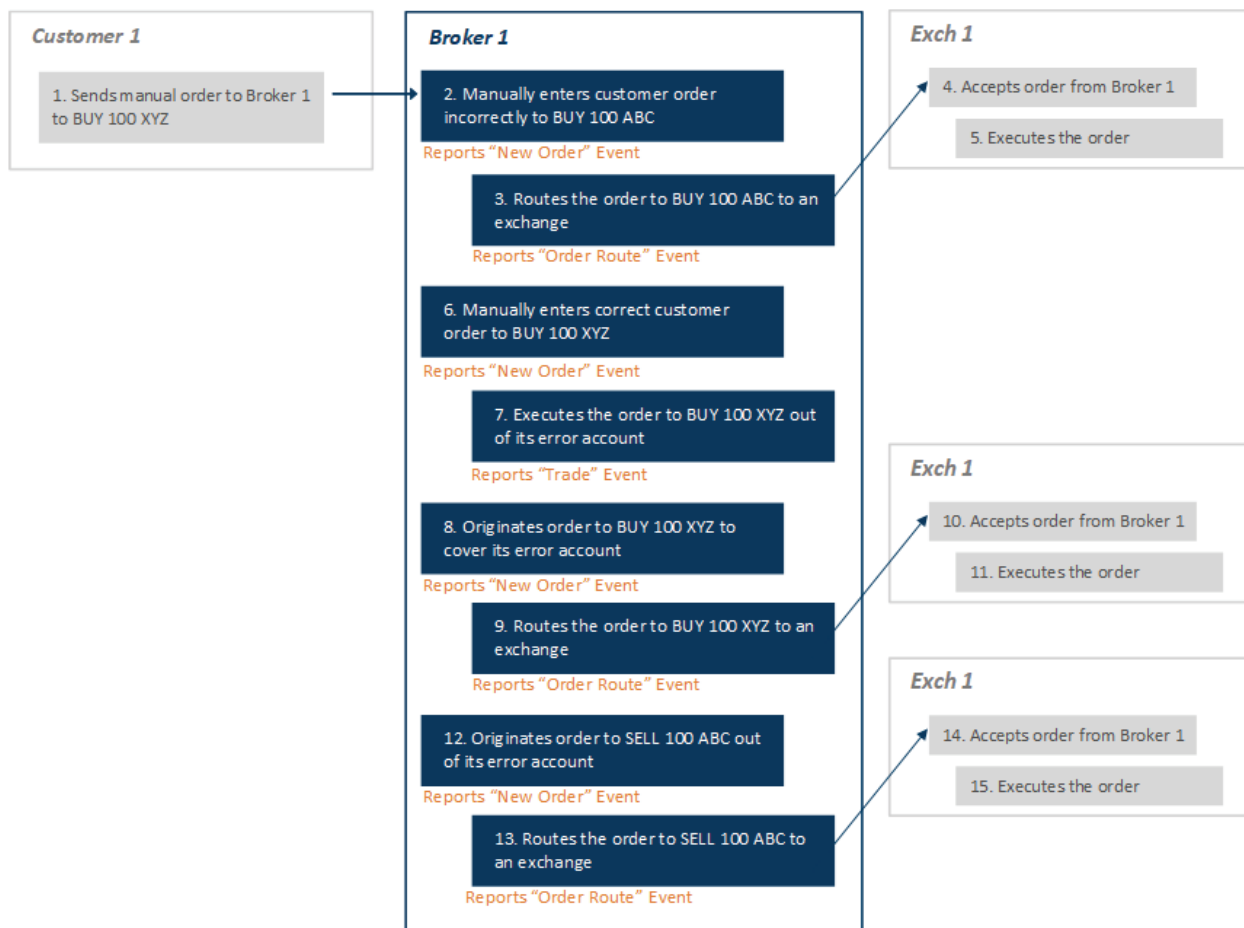 Customer 1
1. Sends manual order to Broker 1
to BUY 100 XYZ
Broker 1
2. Manually enters customer order
incorrectly to BUY 100 ABC
Reports “New Order” Event
3. Routes the order to BUY 100 ABC to an
exchange
Reports “Order Route” Event
Exch 1
4. Accepts order from Broker 1
5. Executes the order
6. Manually enters correct customer
order to BUY 100 XYZ
Reports “New Order” Event
7. Executes the order to BUY 100 XYZ out
of its error account
Reports “Trade” Event
8. Originates order to BUY 100 XYZ to
cover its error account
Reports “New Order” Event
9. Routes the order to BUY 100 XYZ to an
exchange
Reports “Order Route” Event
Exch 1
10. Accepts order from Broker 1
11. Executes the order
12. Originates order to SELL 100 ABC out
of its error account
Reports “New Order” Event
13. Routes the order to SELL 100 ABC to
an exchange
Reports “Order Route” Event
Exch 1
14. Accepts order from Broker 1
15. Executes the order